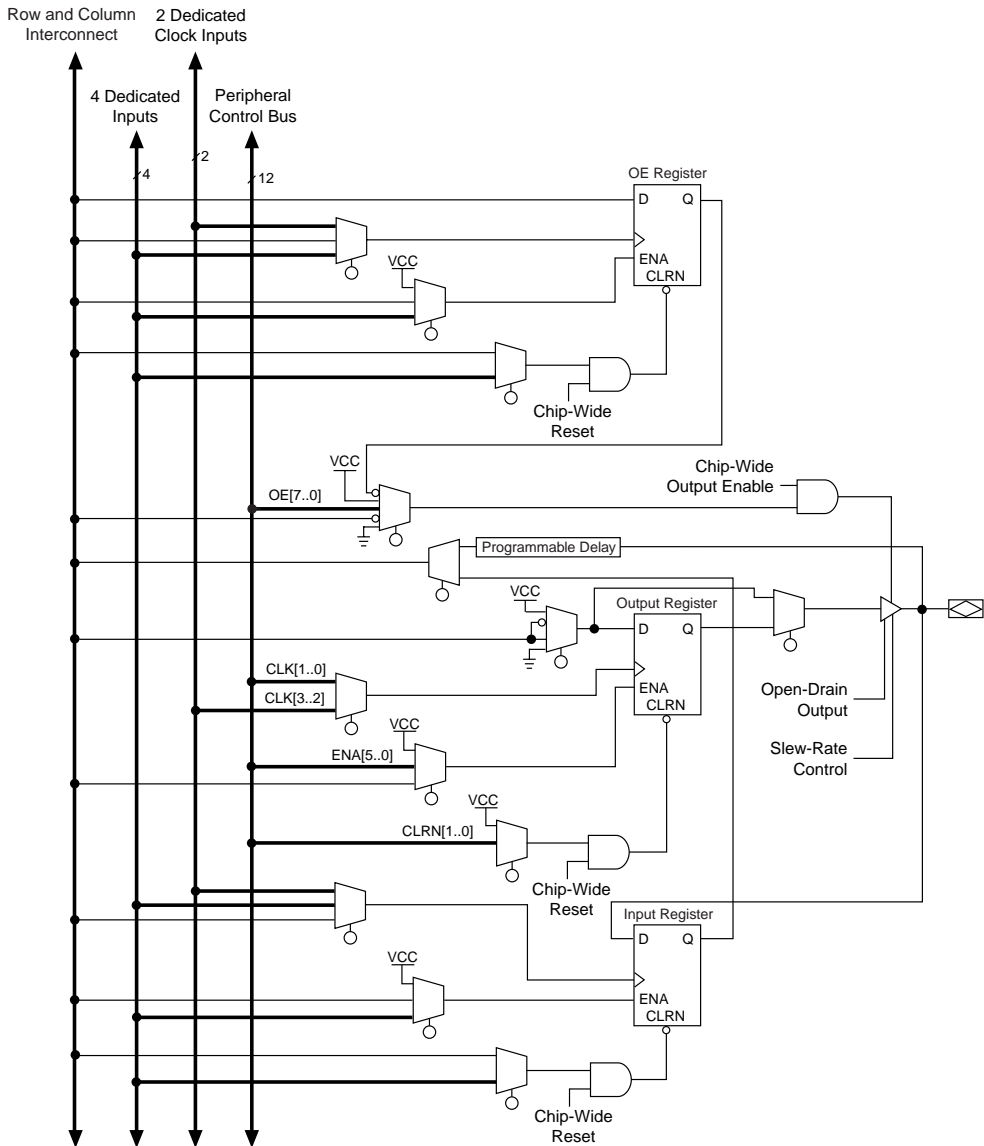 Row and Column
Interconnect
2 Dedicated
Clock Inputs
4 Dedicated
Inputs
Peripheral
Control Bus
2
4
12
OE Register
D Q
ENA
CLRN
VCC
Chip-Wide
Reset
VCC
OE[7..0]
Chip-Wide
Output Enable
Programmable Delay
VCC
Output Register
D Q
ENA
CLRN
CLK[1..0]
CLK[3..2]
Open-Drain
Output
VCC
ENA[5..0]
Slew-Rate
Control
VCC
CLRN[1..0]
Chip-Wide
Reset
Input Register
D Q
ENA
CLRN
VCC
Chip-Wide
Reset